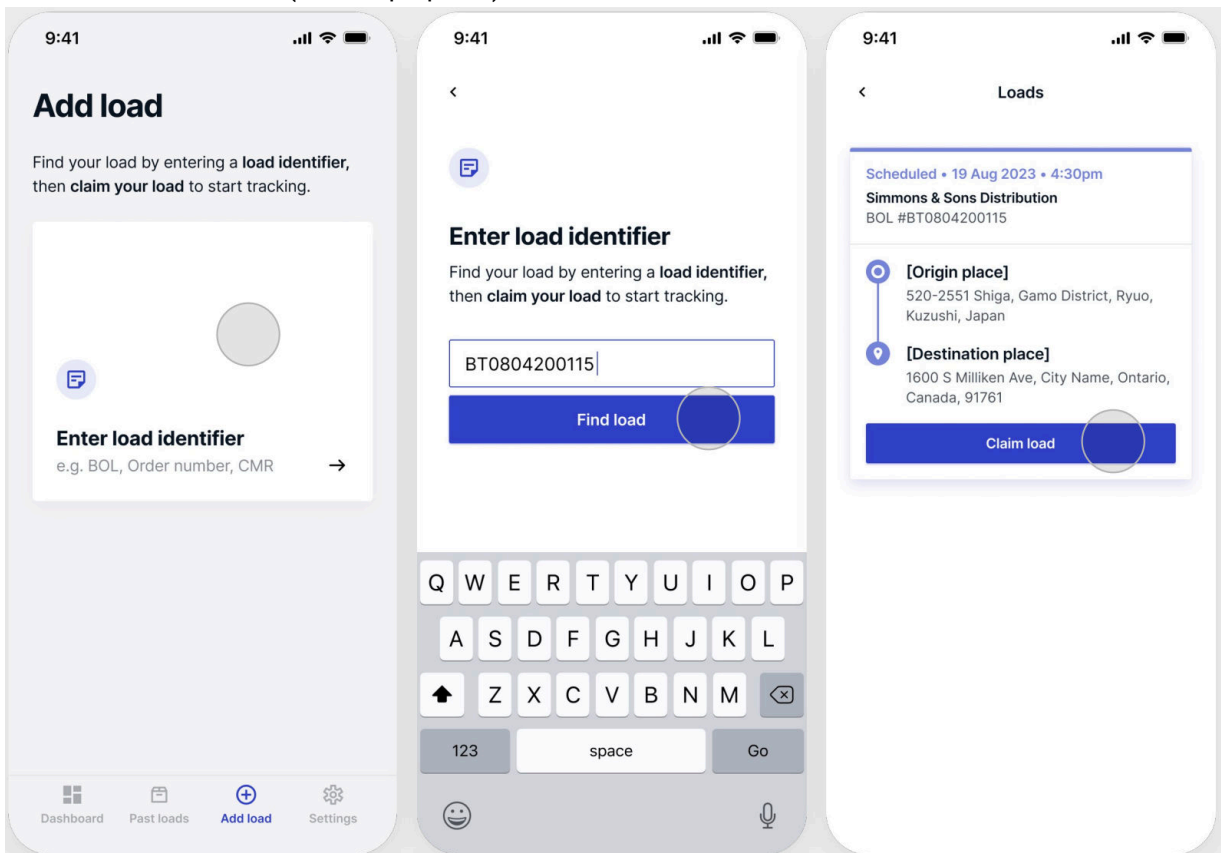 9:41
Add load
Find your load by entering a load identifier,
then claim your load to start tracking.
Enter load identifier
e.g. BOL, Order number, CMR
Dashboard
Past loads
Add load
Settings
9:41
Enter load identifier
Find your load by entering a load identifier,
then claim your load to start tracking.
BT0804200115
Find load
Q W E R T Y U I O P
A S D F G H J K L
Z X C V B N M
123 space Go
9:41
Loads
Scheduled • 19 Aug 2023 • 4:30pm
Simmons & Sons Distribution
BOL #BT0804200115
[Origin place]
520-2551 Shiga, Gamo District, Ryuo,
Kuzushi, Japan
[Destination place]
1600 S Milliken Ave, City Name, Ontario,
Canada, 91761
Claim load